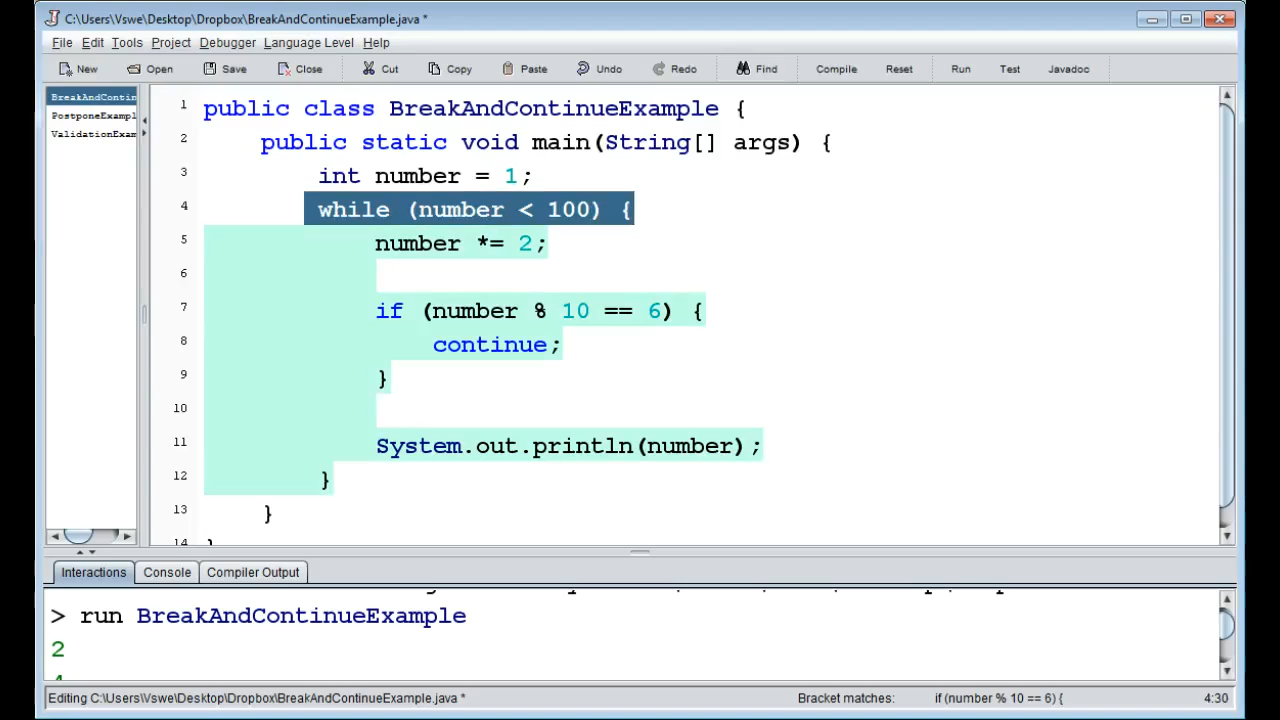 C:\Users\Vswe\Desktop\Dropbox\BreakAndContinueExample.java *
File Edit Tools Project Debugger Language Level Help
New Open Save Close Cut Copy Paste Undo Redo Find Compile Reset Run Test Javadoc
BreakAndContin
PostponeExampl
ValidationExam
1 public class BreakAndContinueExample {
2 public static void main(String[] args) {
3 int number = 1;
4 while (number < 100) {
5 number *= 2;
6
7 if (number % 10 == 6) {
8 continue;
9 }
10
11 System.out.println(number);
12 }
13 }
14
Interactions Console Compiler Output
> run BreakAndContinueExample
2
Editing C:\Users\Vswe\Desktop\Dropbox\BreakAndContinueExample.java * Bracket matches: if (number % 10 == 6) { 4:30